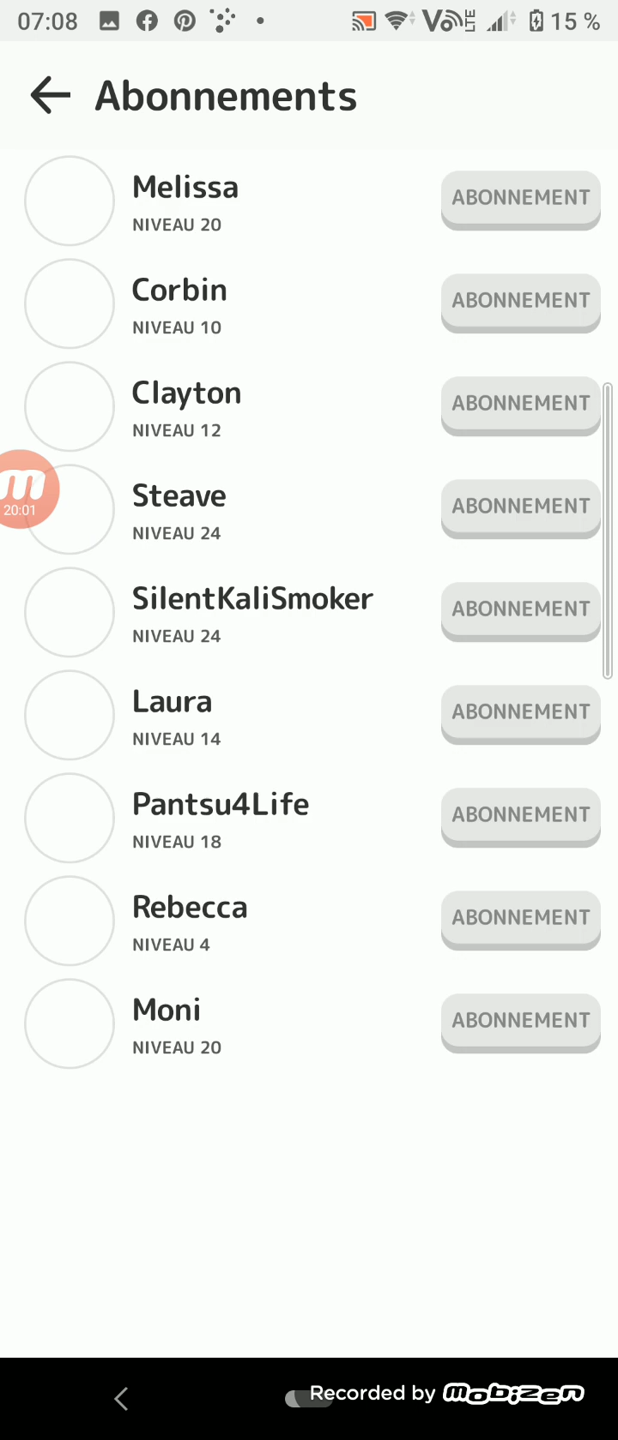 07:08 VoLTE 15 %
Abonnements
Melissa
NIVEAU 20
ABONNEMENT
Corbin
NIVEAU 10
ABONNEMENT
Clayton
NIVEAU 12
ABONNEMENT
m
20:01
Steave
NIVEAU 24
ABONNEMENT
SilentKaliSmoker
NIVEAU 24
ABONNEMENT
Laura
NIVEAU 14
ABONNEMENT
Pantsu4Life
NIVEAU 18
ABONNEMENT
Rebecca
NIVEAU 4
ABONNEMENT
Moni
NIVEAU 20
ABONNEMENT
Recorded by mobizen